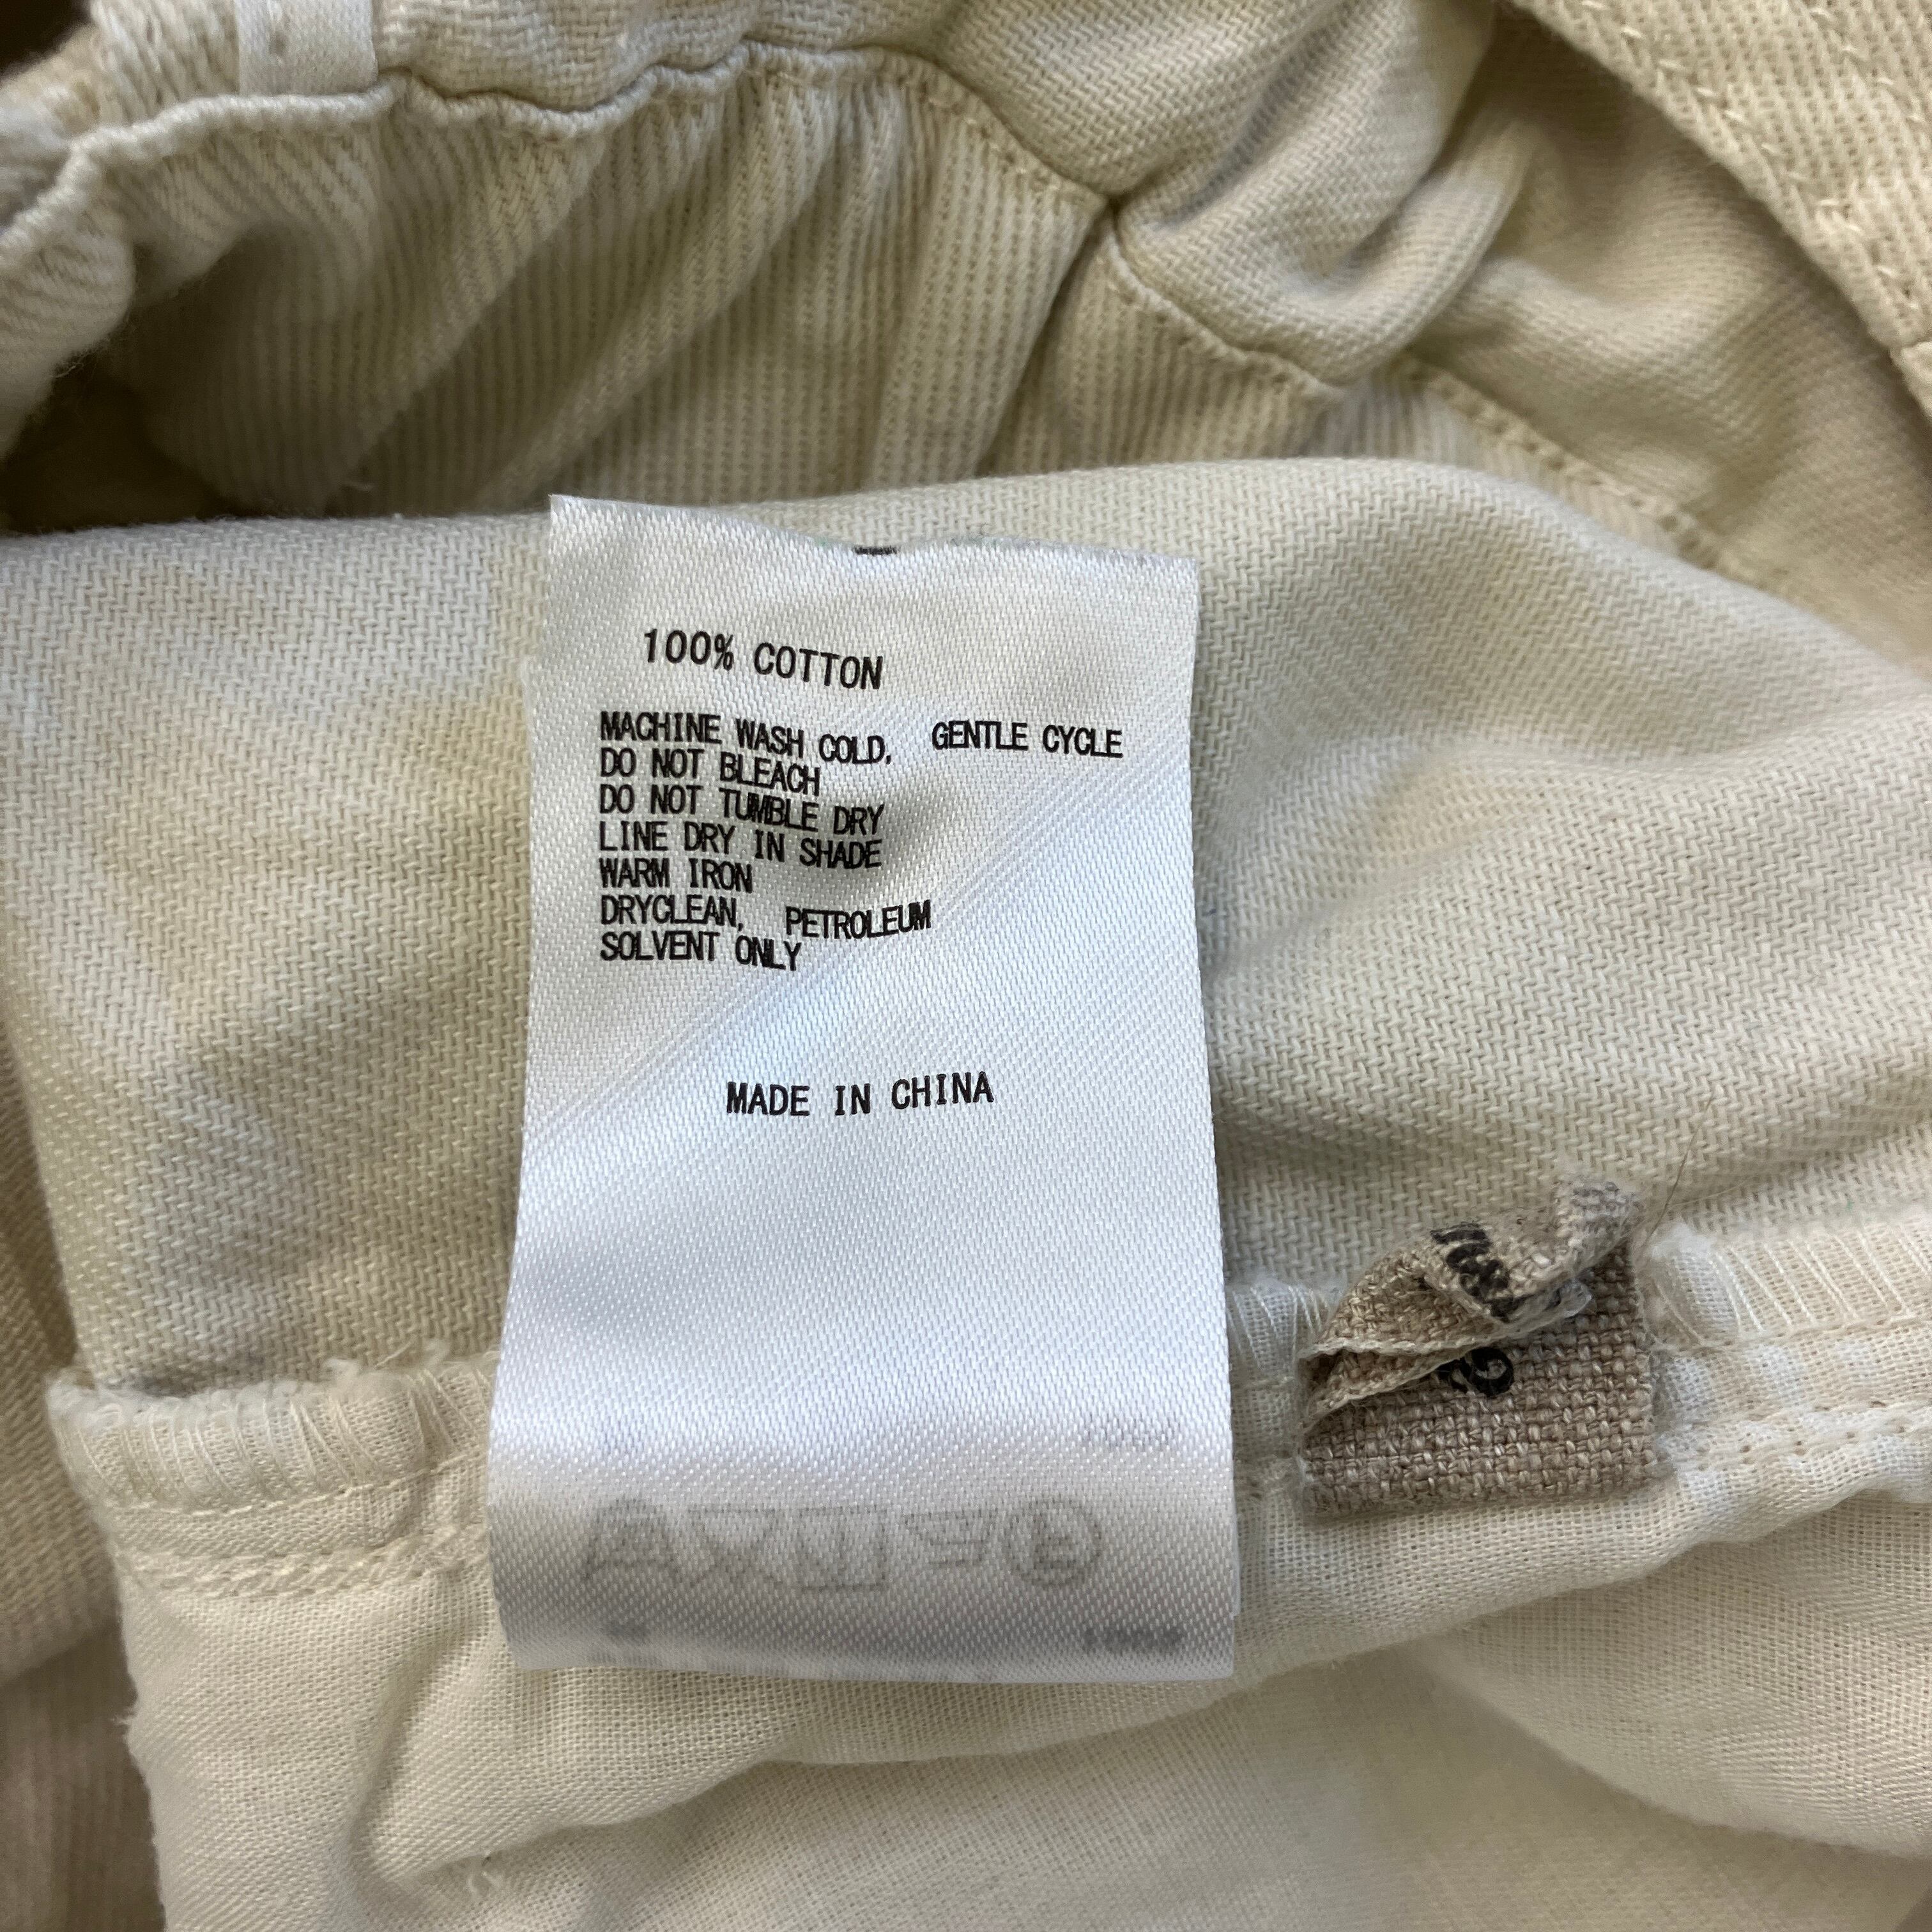 100% COTTON
MACHINE WASH COLD, GENTLE CYCLE
DO NOT BLEACH
DO NOT TUMBLE DRY
LINE DRY IN SHADE
WARM IRON
DRYCLEAN, PETROLEUM
SOLVENT ONLY
MADE IN CHINA